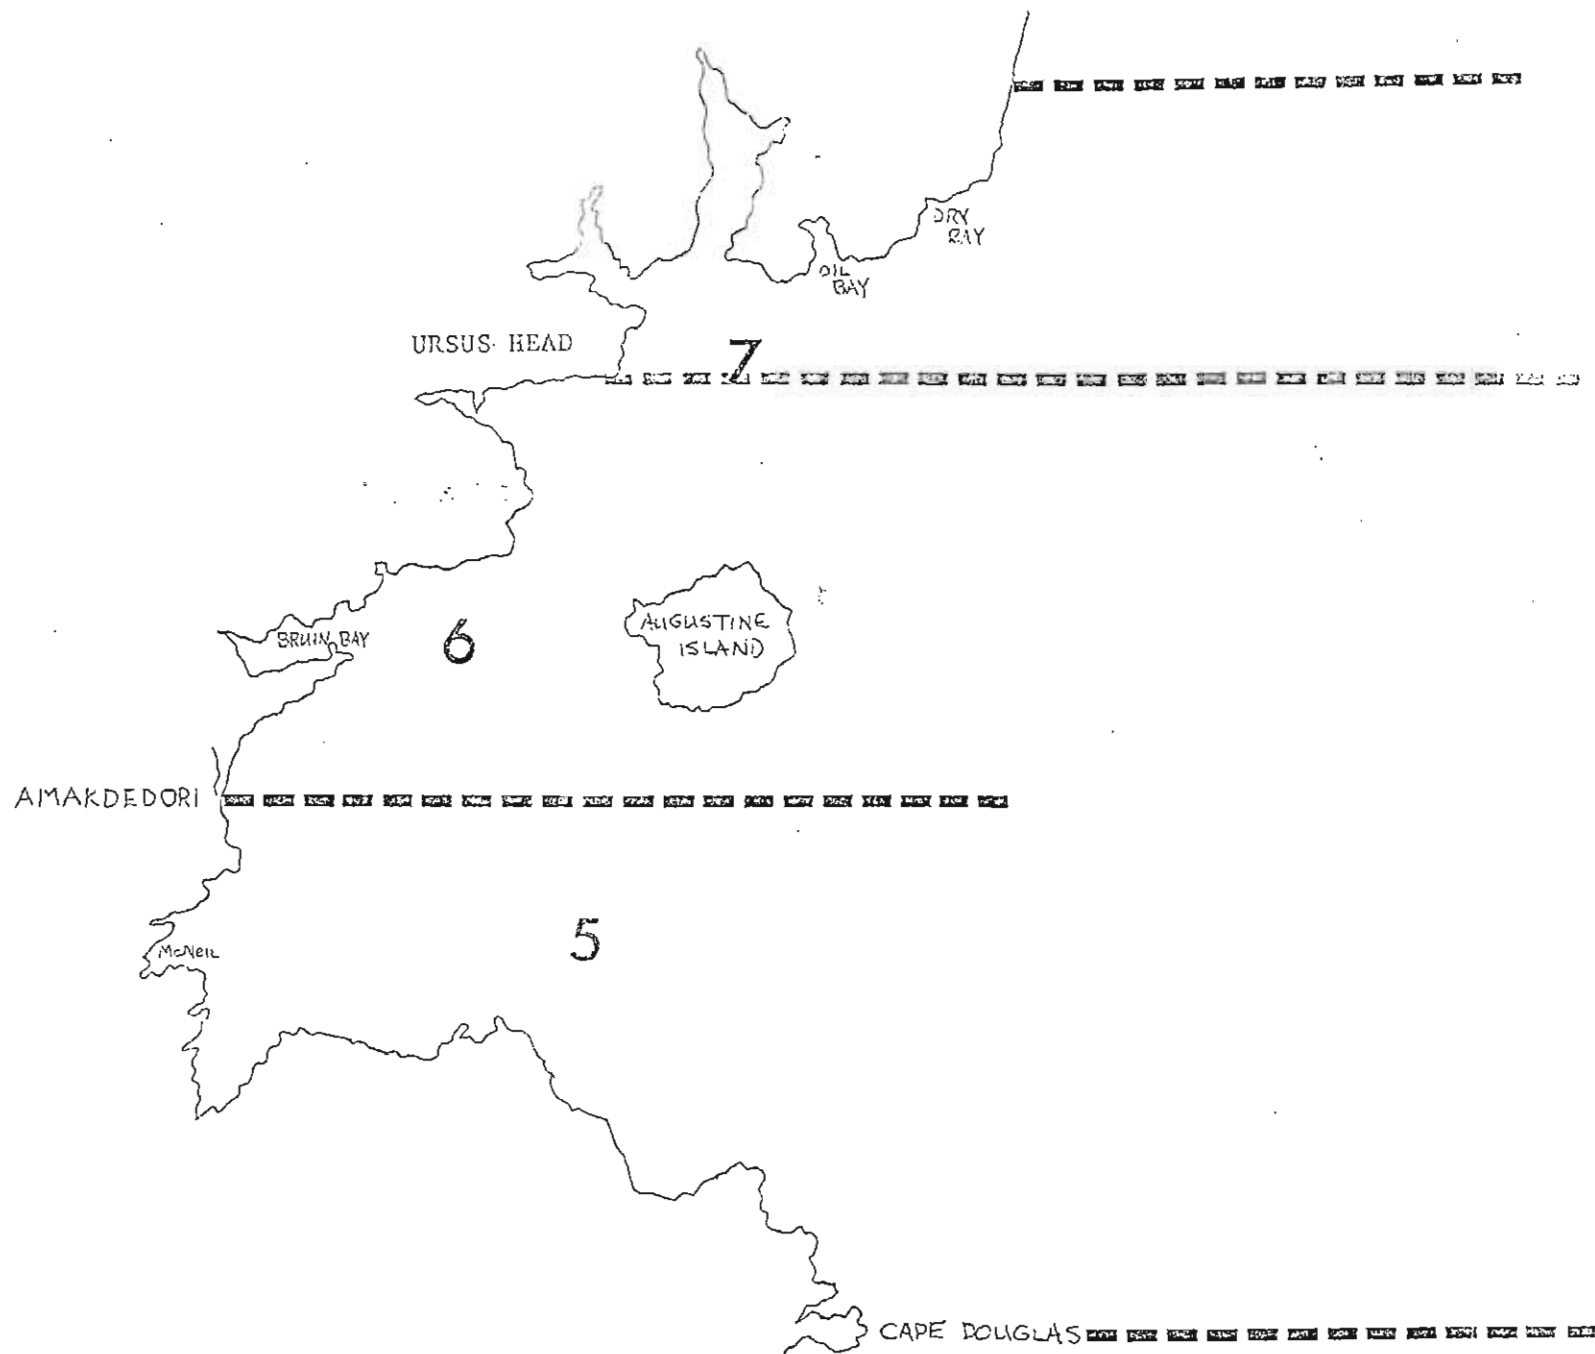 DRY
BAY
OIL
BAY
URSUS HEAD
7
BRUIN BAY
6
AUGUSTINE
ISLAND
AMAKDEDORI
5
McNEIL
CAPE DOUGLAS